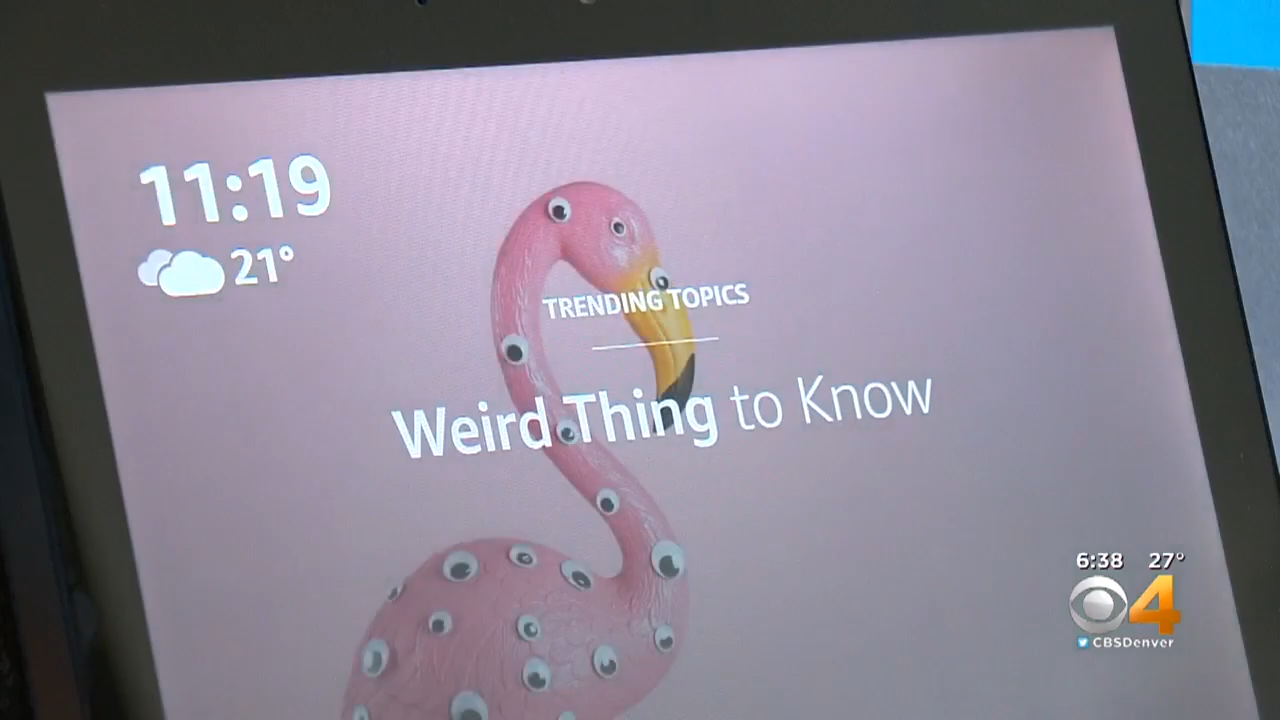 11:19
21°
TRENDING TOPICS
Weird Thing to Know
6:38 27°
4
CBSDenver